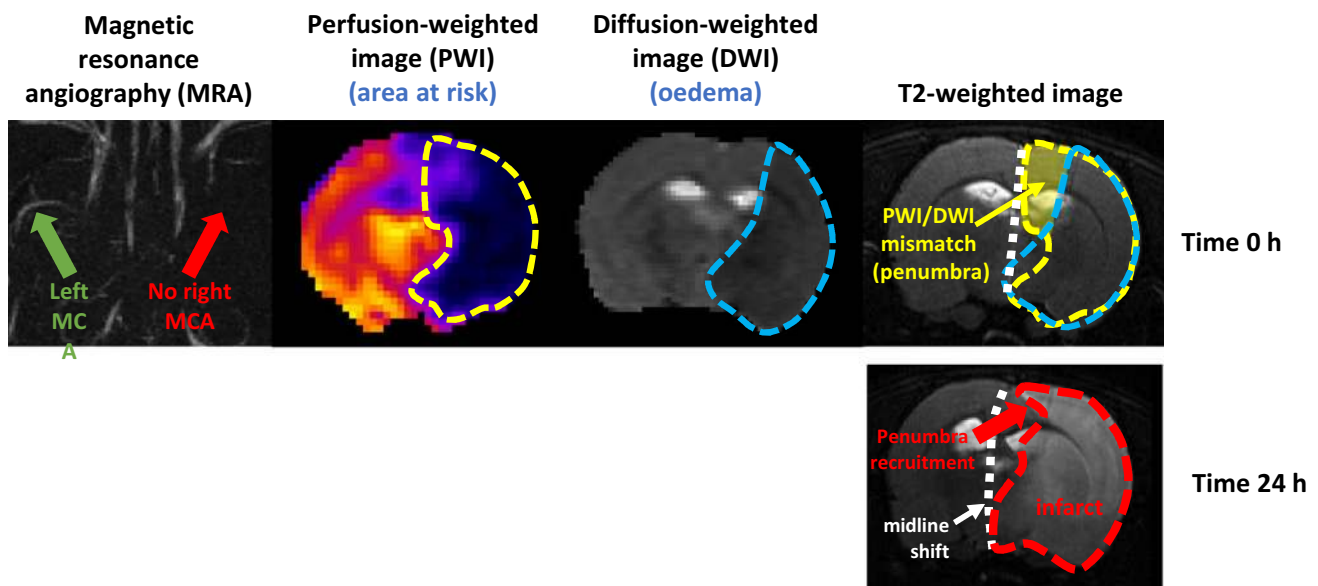 Magnetic
resonance
angiography (MRA)
Perfusion-weighted
image (PWI)
(area at risk)
Diffusion-weighted
image (DWI)
(oedema)
T2-weighted image
Left
MC
A
No right
MCA
PWI/DWI
mismatch
(penumbra)
Time 0 h
Penumbra
recruitment
infarct
midline
shift
Time 24 h